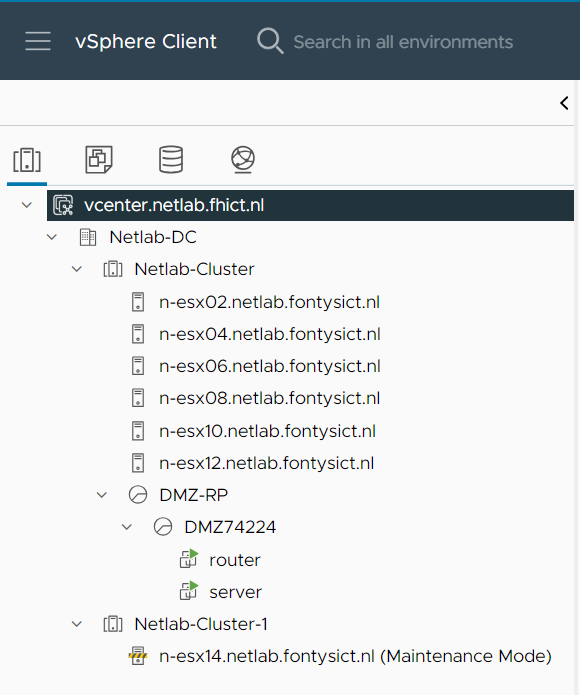 vSphere Client
Search in all environments
vcenter.netlab.fhict.nl
Netlab-DC
Netlab-Cluster
n-esx02.netlab.fontysict.nl
n-esx04.netlab.fontysict.nl
n-esx06.netlab.fontysict.nl
n-esx08.netlab.fontysict.nl
n-esx10.netlab.fontysict.nl
n-esx12.netlab.fontysict.nl
DMZ-RP
DMZ74224
router
server
Netlab-Cluster-1
n-esx14.netlab.fontysict.nl (Maintenance Mode)